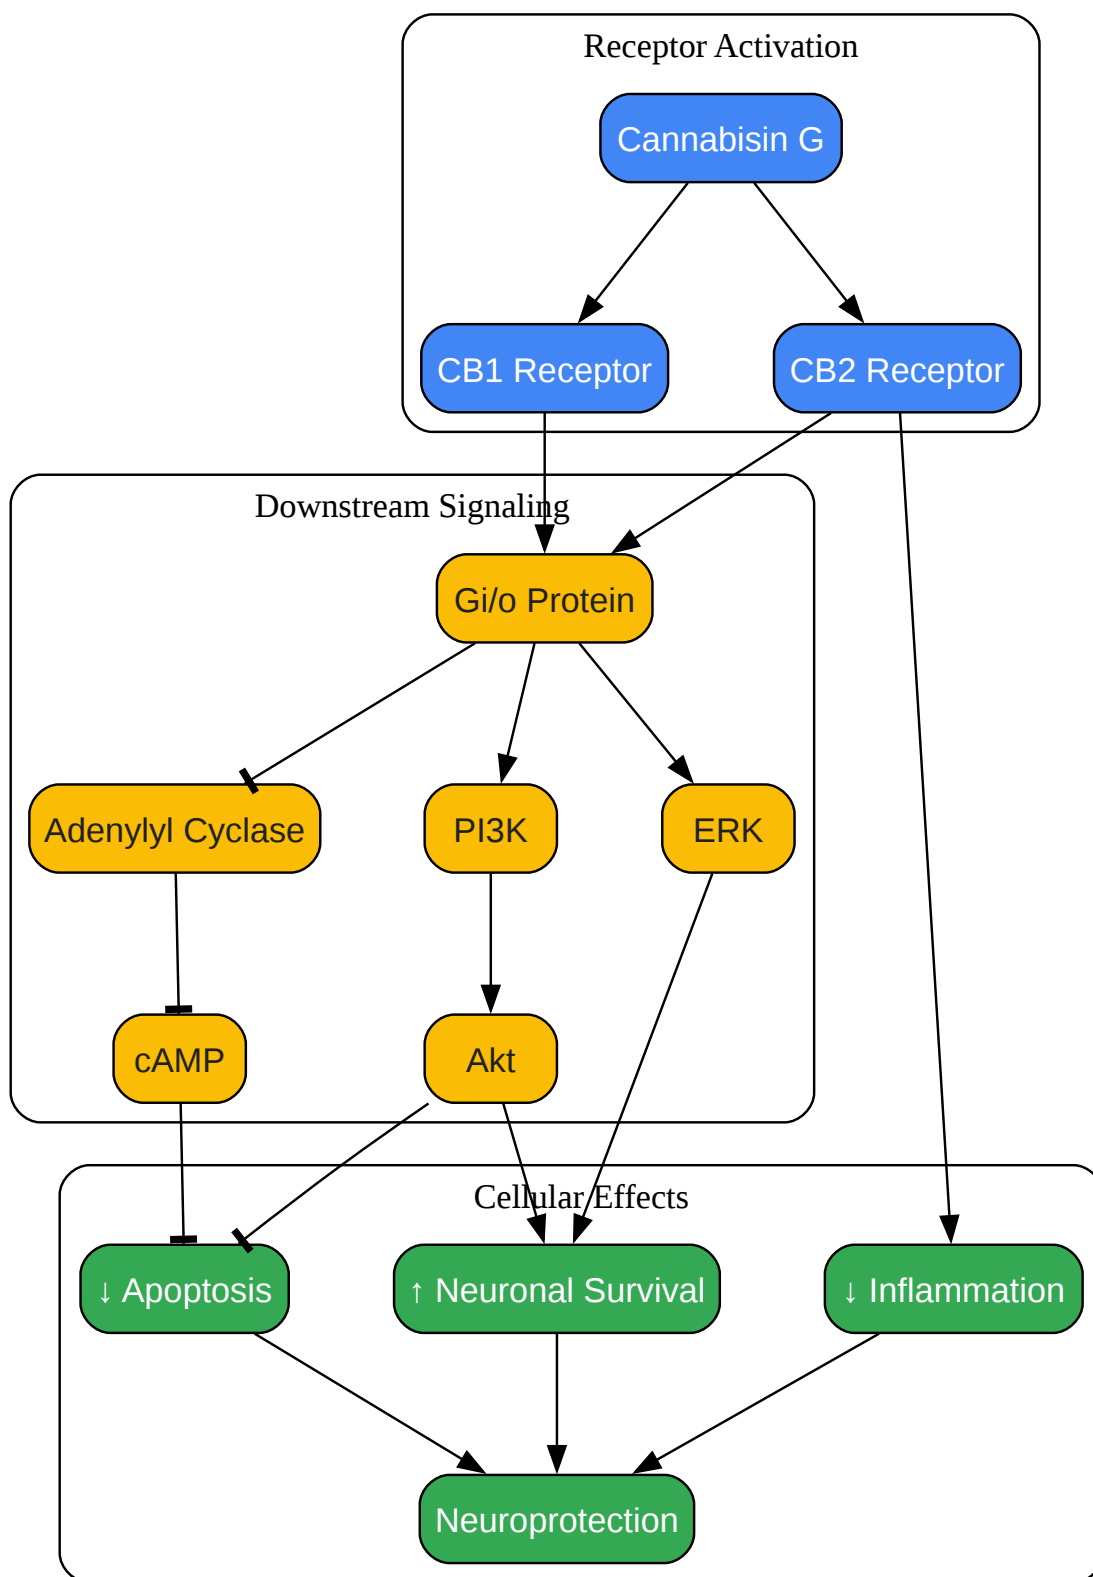 Receptor Activation
Cannabisin G
CB1 Receptor
CB2 Receptor
Downstream Signaling
Gi/o Protein
Adenylyl Cyclase
PI3K
ERK
cAMP
Akt
Cellular Effects
↓ Apoptosis
↑ Neuronal Survival
↓ Inflammation
Neuroprotection